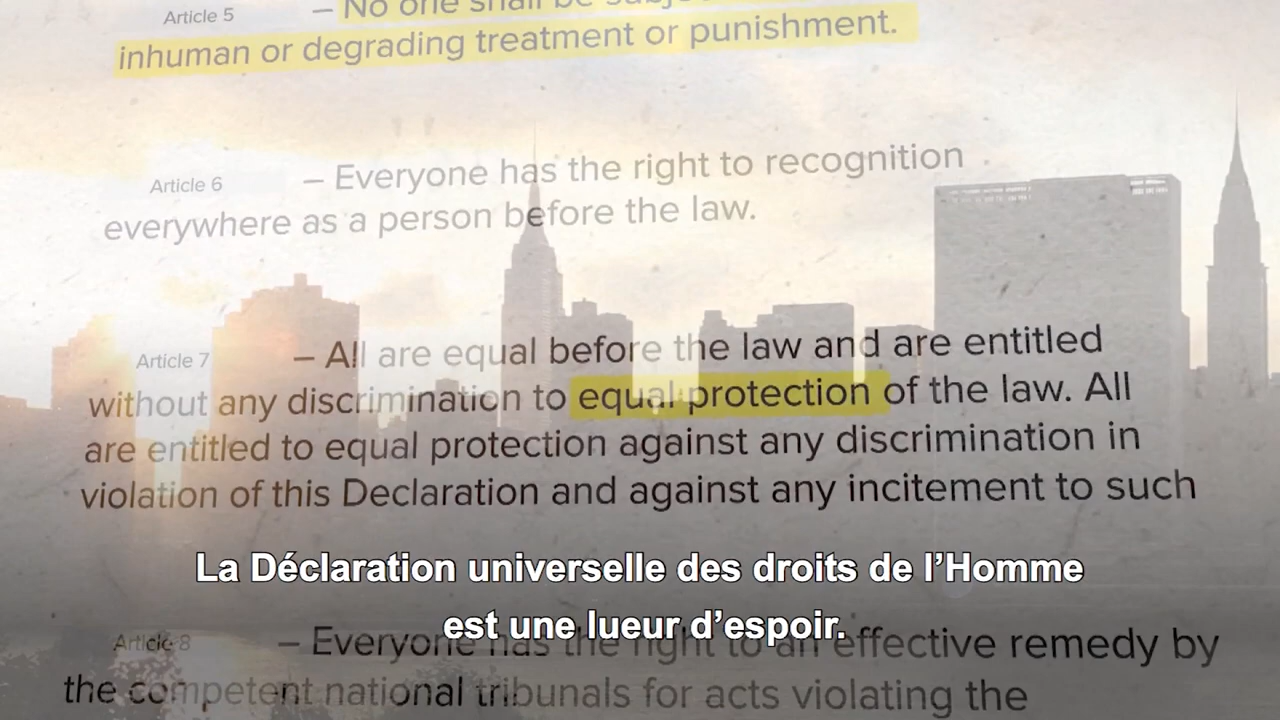 Article 5 – No one shall be
inhuman or degrading treatment or punishment.
Article 6 – Everyone has the right to recognition
everywhere as a person before the law.
Article 7 – All are equal before the law and are entitled
without any discrimination to equal protection of the law. All
are entitled to equal protection against any discrimination in
violation of this Declaration and against any incitement to such
La Déclaration universelle des droits de l’Homme
est une lueur d’espoir.
Article 8 – Everyone has the right to an effective remedy by
the competent national tribunals for acts violating the